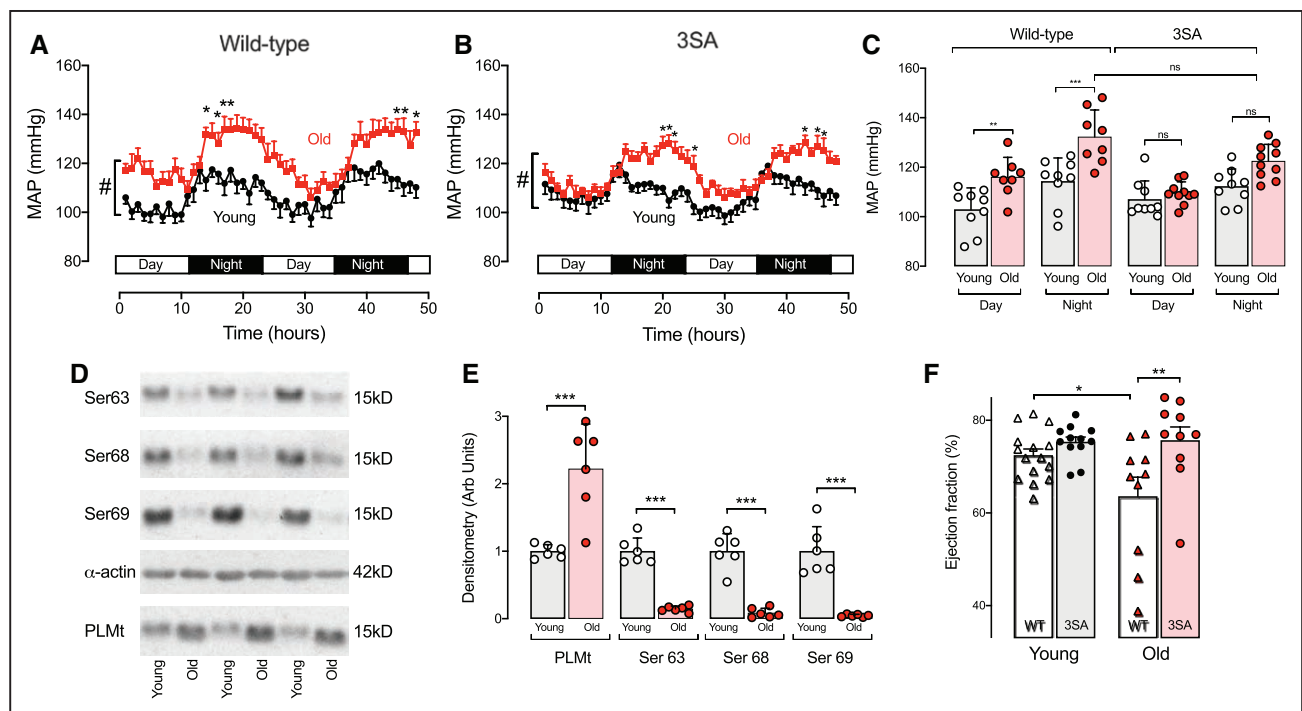 A
Wild-type
160
140
120
100
80
MAP (mmHg)
#
* * **
** *
Old
Young
Day
Night
Day
Night
0
10
20
30
40
50
Time (hours)
B
3SA
160
140
120
100
80
MAP (mmHg)
#
** * *
* **
Old
Young
Day
Night
Day
Night
0
10
20
30
40
50
Time (hours)
C
Wild-type
3SA
160
140
120
100
80
MAP (mmHg)
**
***
ns
ns
ns
Young Old
Young Old
Young Old
Young Old
Day
Night
Day
Night
D
Ser63
15kD
Ser68
15kD
Ser69
15kD
α-actin
42kD
PLMt
15kD
Young
Old
Young
Old
Young
Old
E
Densitometry (Arb Units)
3
2
1
0
***
***
***
***
Young Old
Young Old
Young Old
Young Old
PLMt
Ser 63
Ser 68
Ser 69
F
Ejection fraction (%)
80
60
40
*
**
WT
3SA
WT
3SA
Young
Old